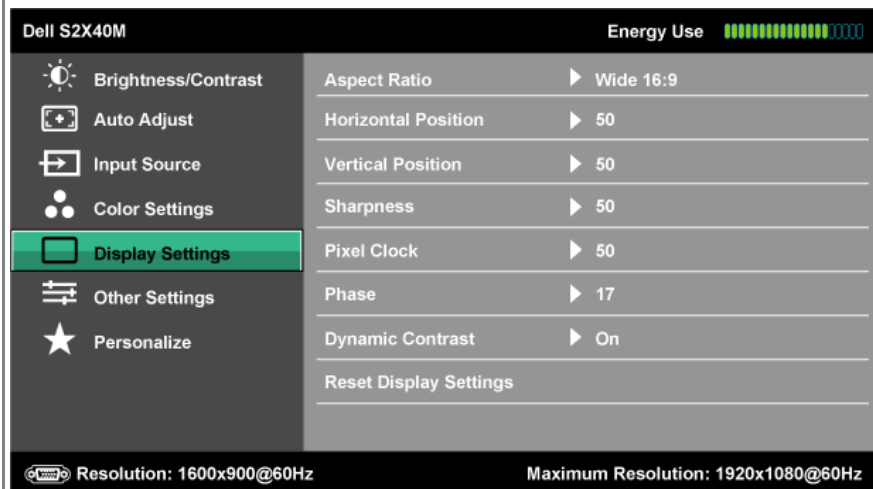 Dell S2X40M Energy Use
Brightness/Contrast
Auto Adjust
Input Source
Color Settings
Display Settings
Other Settings
Personalize
Aspect Ratio Wide 16:9
Horizontal Position 50
Vertical Position 50
Sharpness 50
Pixel Clock 50
Phase 17
Dynamic Contrast On
Reset Display Settings
Resolution: 1600x900@60Hz Maximum Resolution: 1920x1080@60Hz